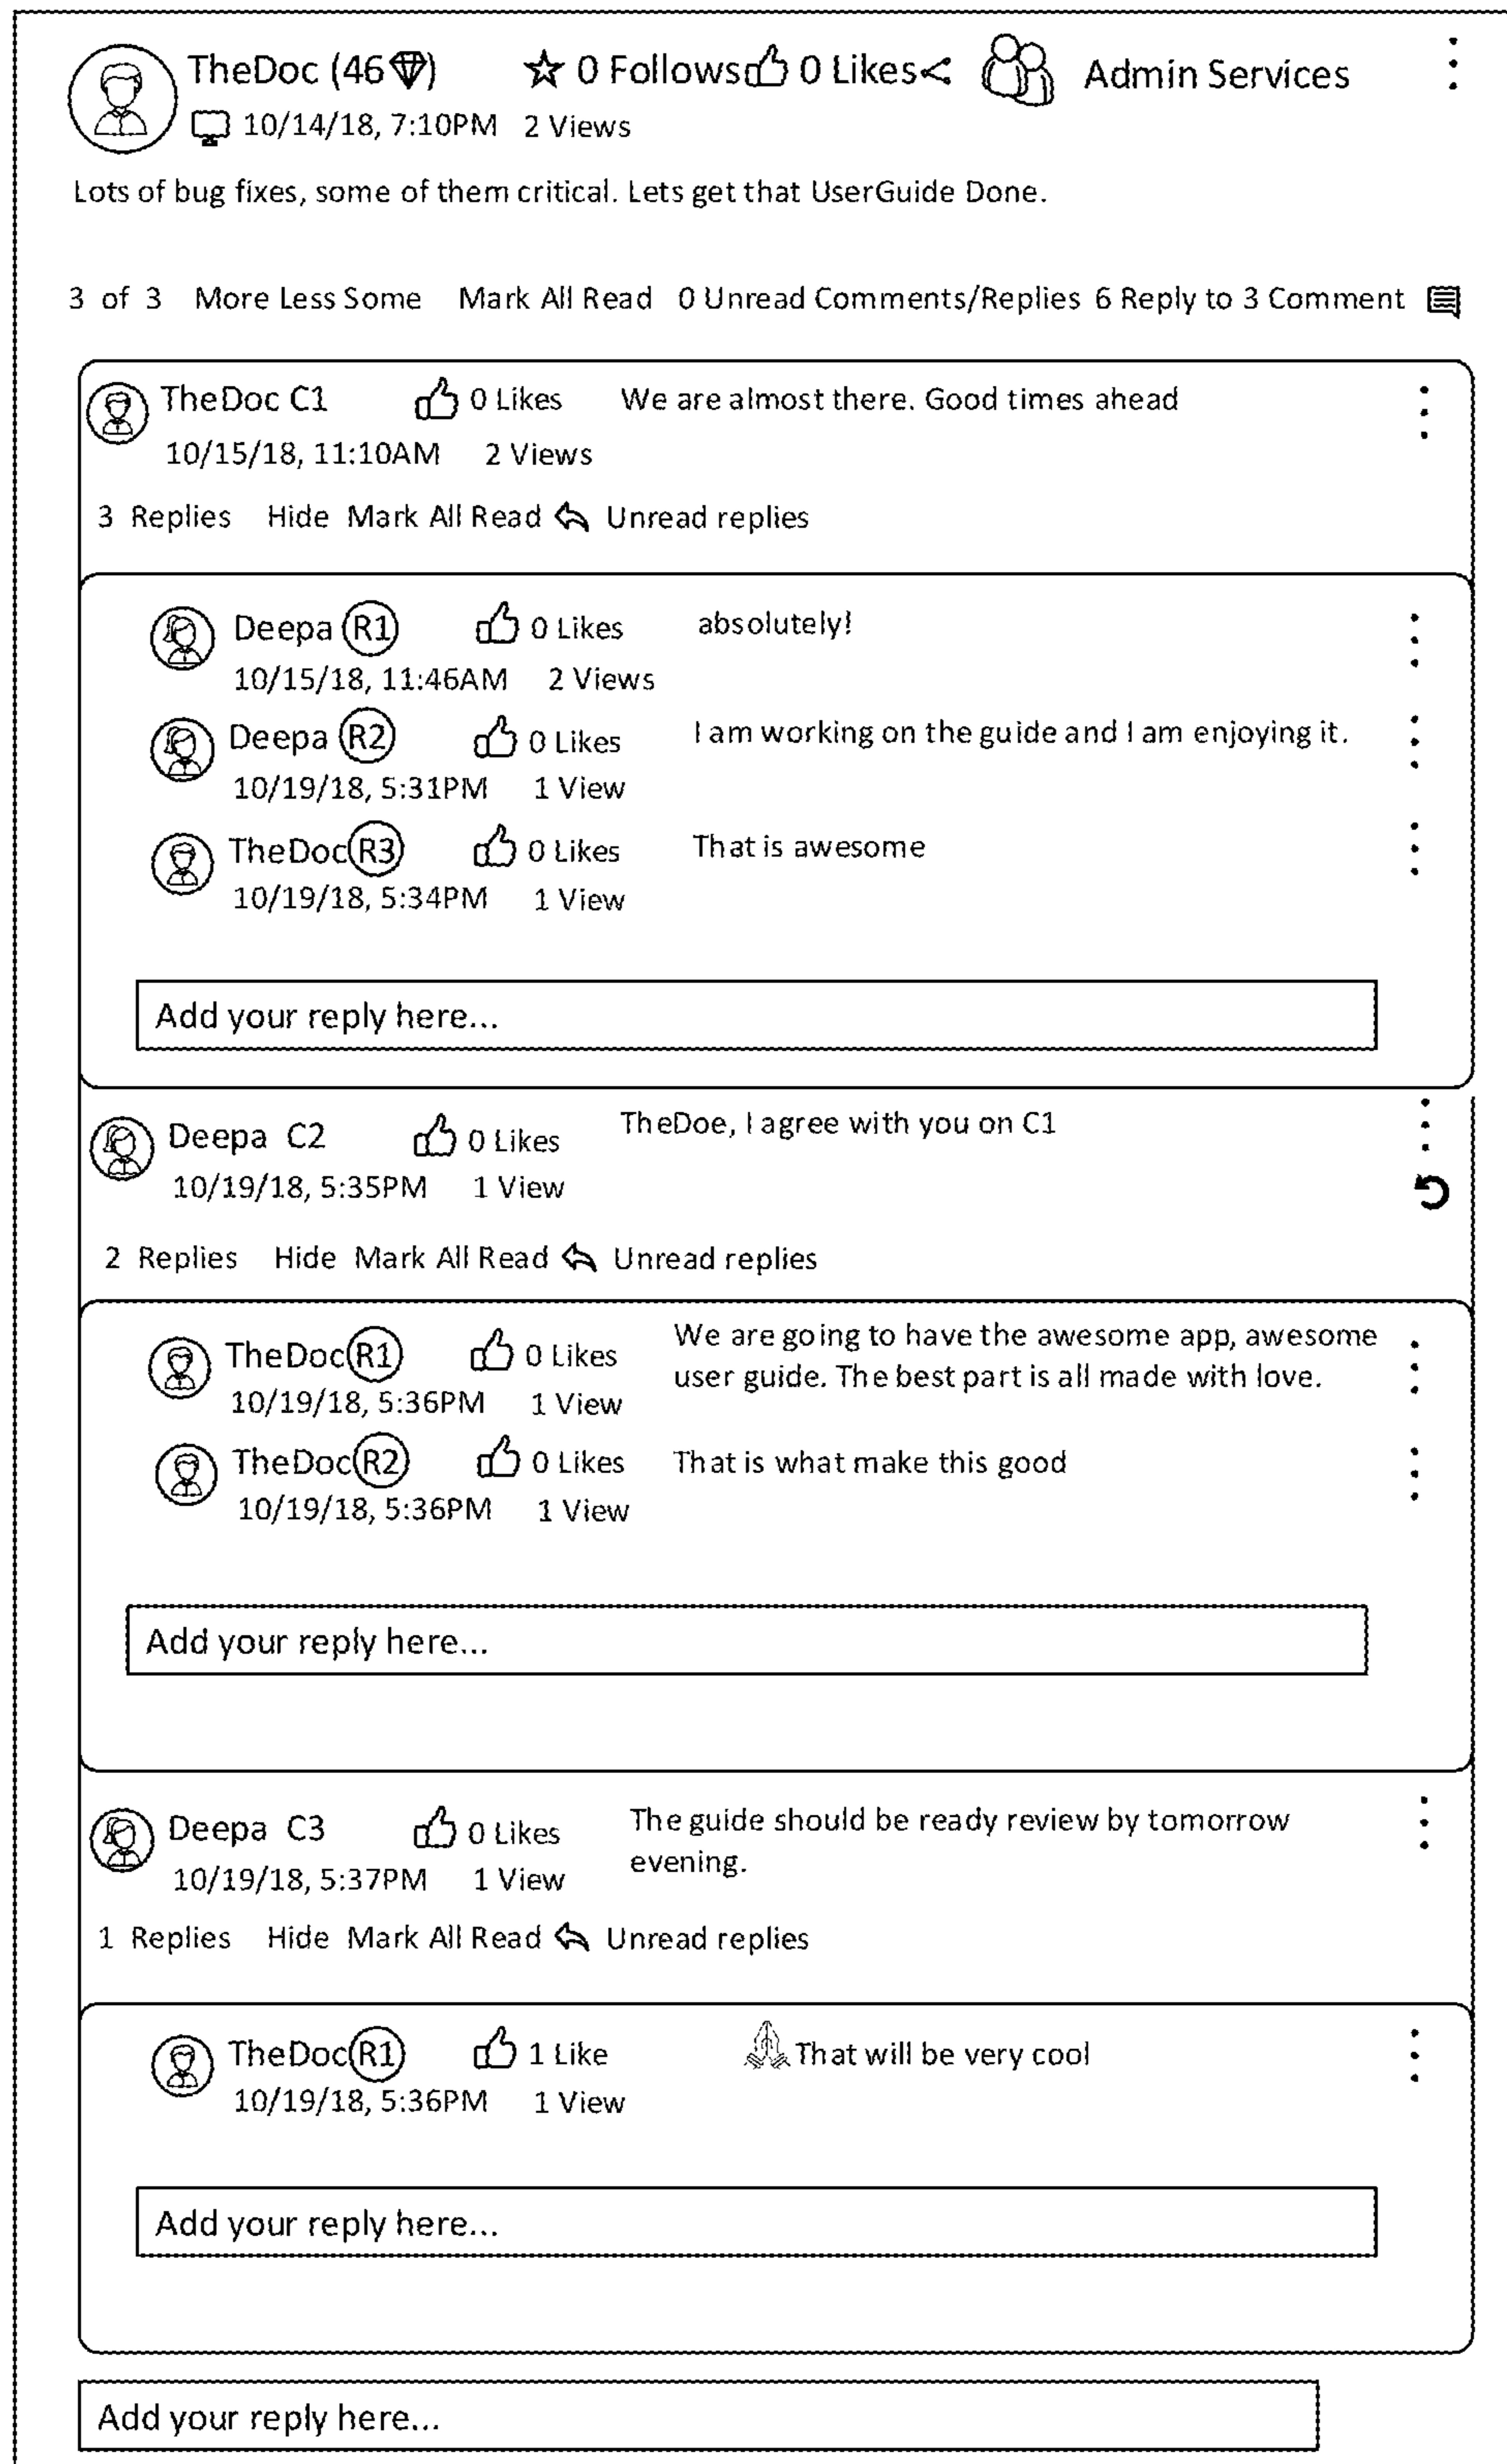 TheDoc (46) 0 Follows 0 Likes Admin Services
10/14/18, 7:10PM 2 Views
Lots of bug fixes, some of them critical. Lets get that UserGuide Done.
3 of 3 More Less Some Mark All Read 0 Unread Comments/Replies 6 Reply to 3 Comment
TheDoc C1 0 Likes We are almost there. Good times ahead
10/15/18, 11:10AM 2 Views
3 Replies Hide Mark All Read Unread replies
Deepa R1 0 Likes absolutely!
10/15/18, 11:46AM 2 Views
Deepa R2 0 Likes I am working on the guide and I am enjoying it.
10/19/18, 5:31PM 1 View
TheDoc R3 0 Likes That is awesome
10/19/18, 5:34PM 1 View
Add your reply here...
Deepa C2 0 Likes TheDoe, I agree with you on C1
10/19/18, 5:35PM 1 View
2 Replies Hide Mark All Read Unread replies
TheDoc R1 0 Likes We are going to have the awesome app, awesome
user guide. The best part is all made with love.
10/19/18, 5:36PM 1 View
TheDoc R2 0 Likes That is what make this good
10/19/18, 5:36PM 1 View
Add your reply here...
Deepa C3 0 Likes The guide should be ready review by tomorrow
evening.
10/19/18, 5:37PM 1 View
1 Replies Hide Mark All Read Unread replies
TheDoc R1 1 Like That will be very cool
10/19/18, 5:36PM 1 View
Add your reply here...
Add your reply here...